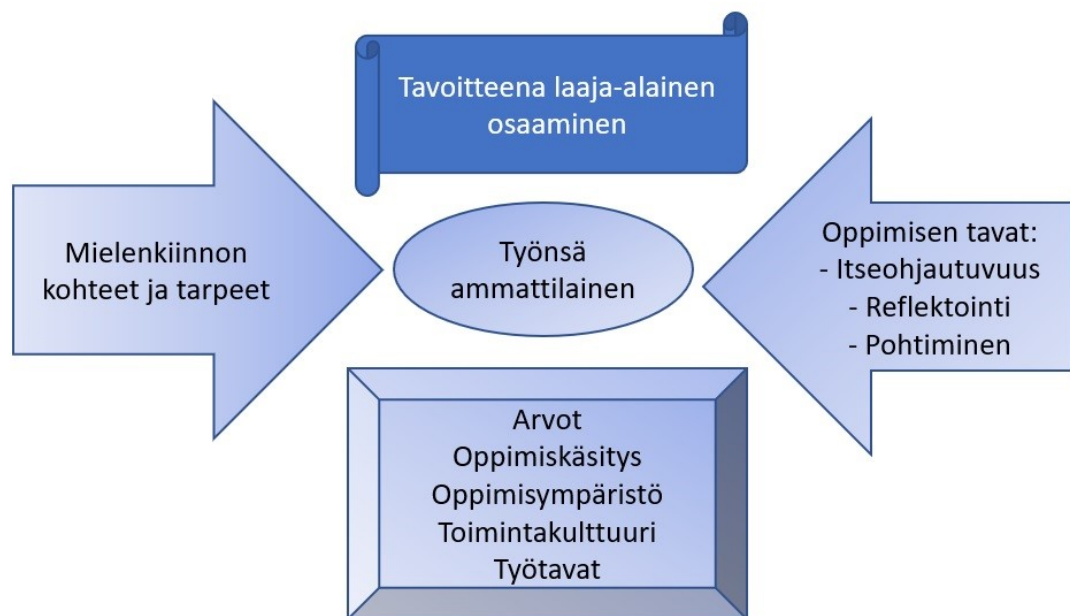 Tavoitteena laaja-alainen
osaaminen
Mielenkiinnon
kohteet ja tarpeet
Työnsä
ammattilainen
Oppimisen tavat:
- Itseohjautuvuus
- Reflektointi
- Pohtiminen
Arvot
Oppimiskäsitys
Oppimisympäristö
Toimintakulttuuri
Työtavat